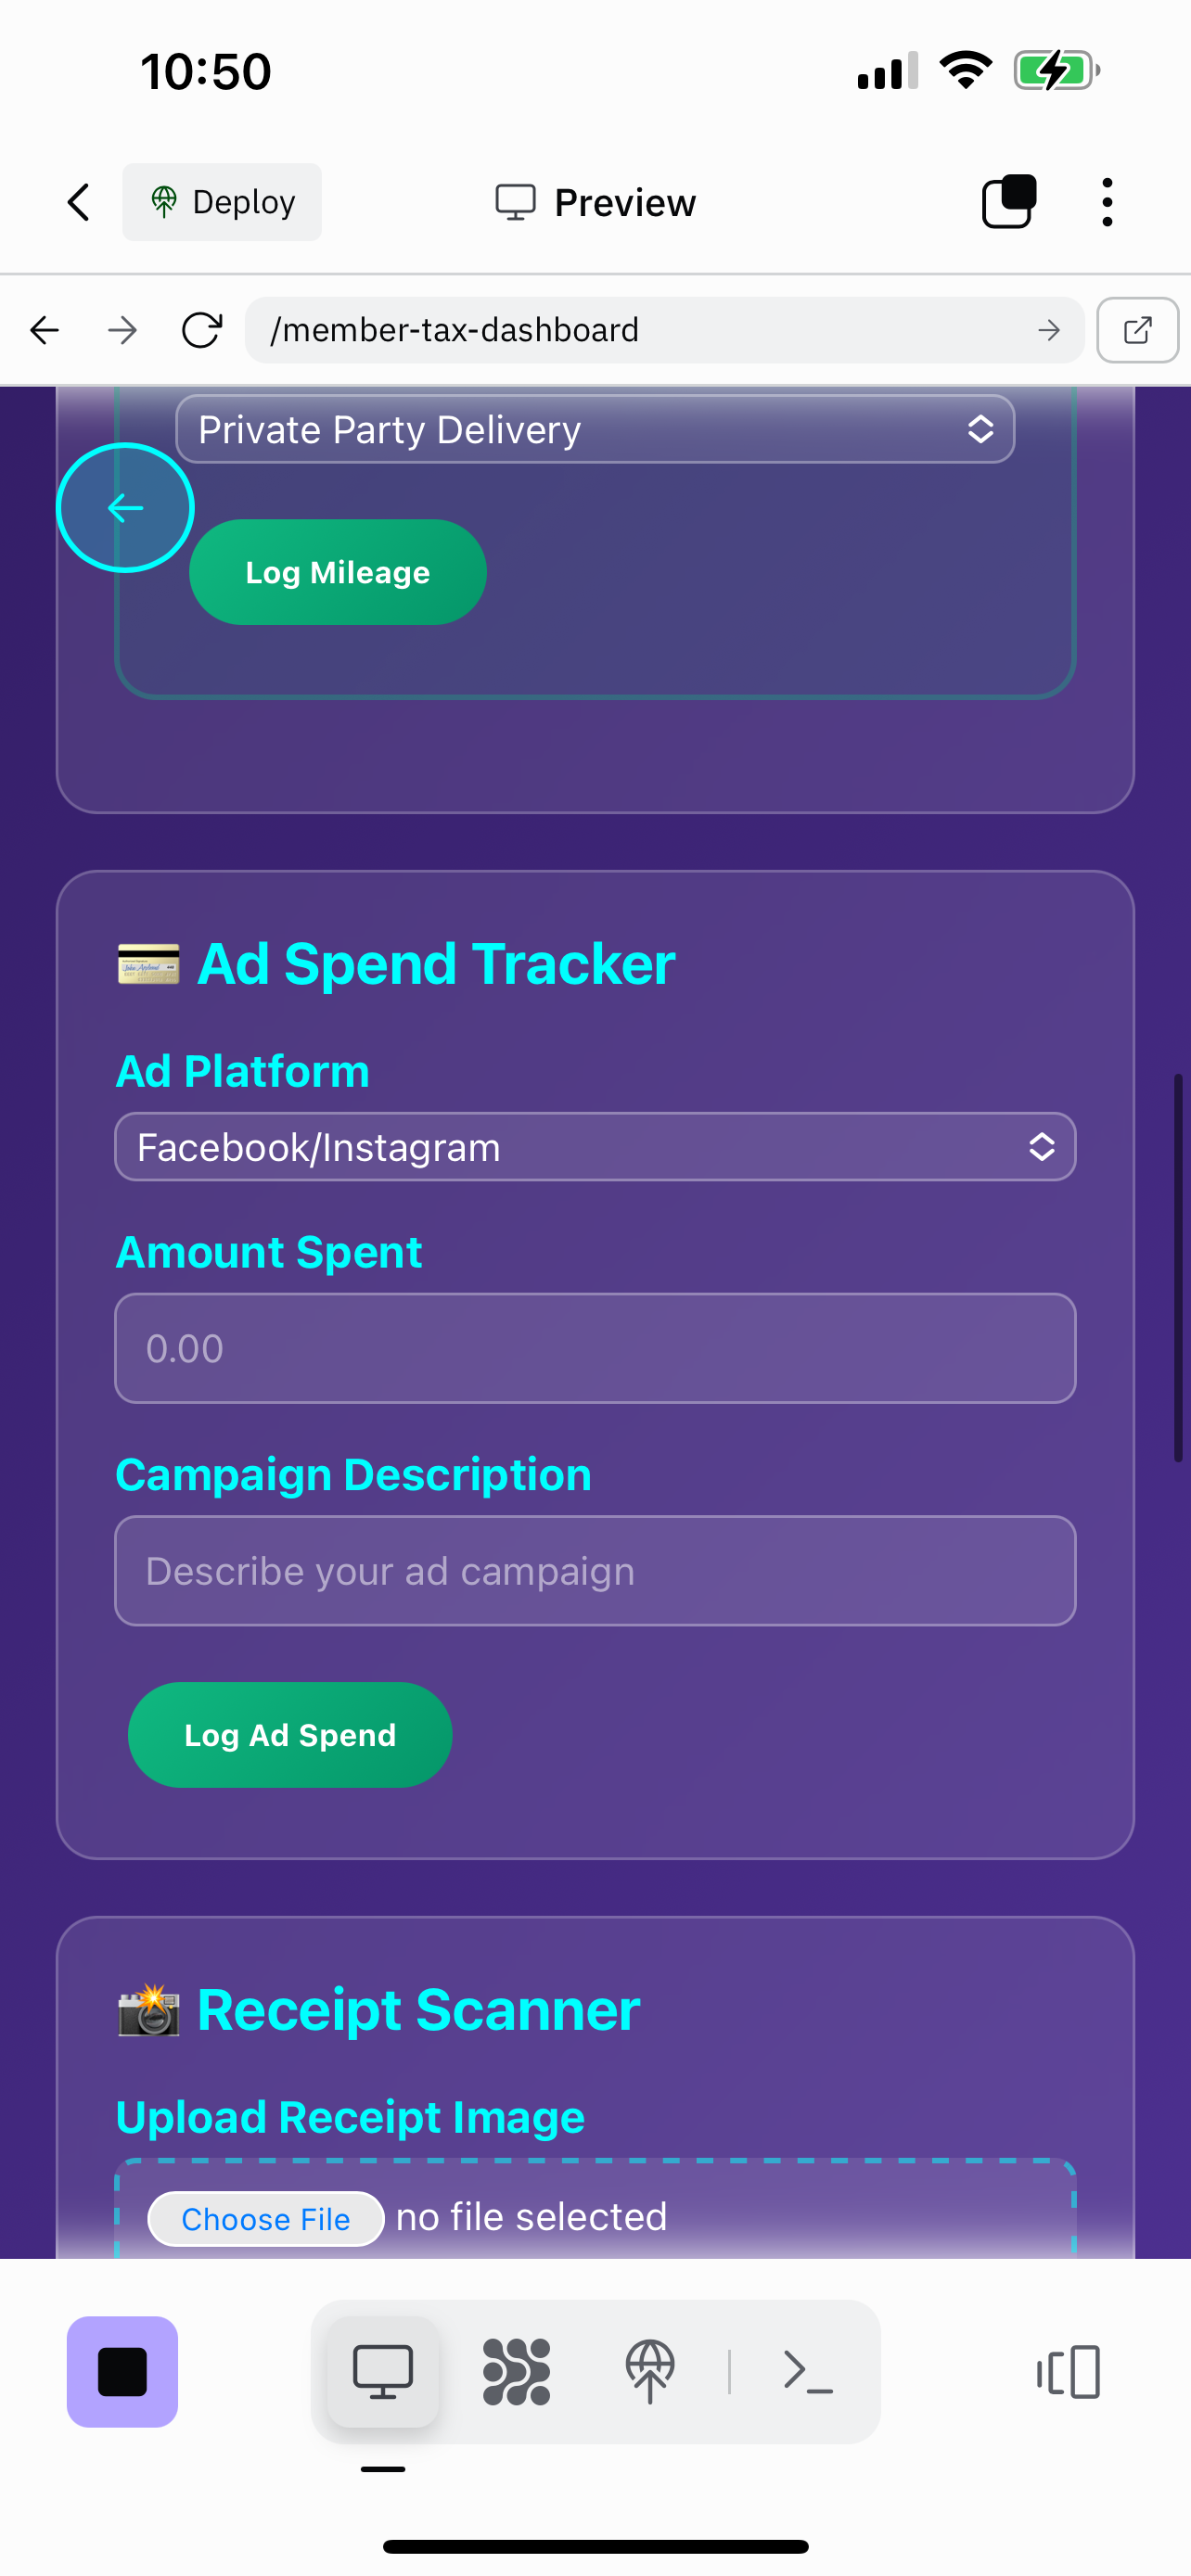 10:50
Deploy
Preview
/member-tax-dashboard
Private Party Delivery
Log Mileage
Ad Spend Tracker
Ad Platform
Facebook/Instagram
Amount Spent
0.00
Campaign Description
Describe your ad campaign
Log Ad Spend
Receipt Scanner
Upload Receipt Image
Choose File no file selected